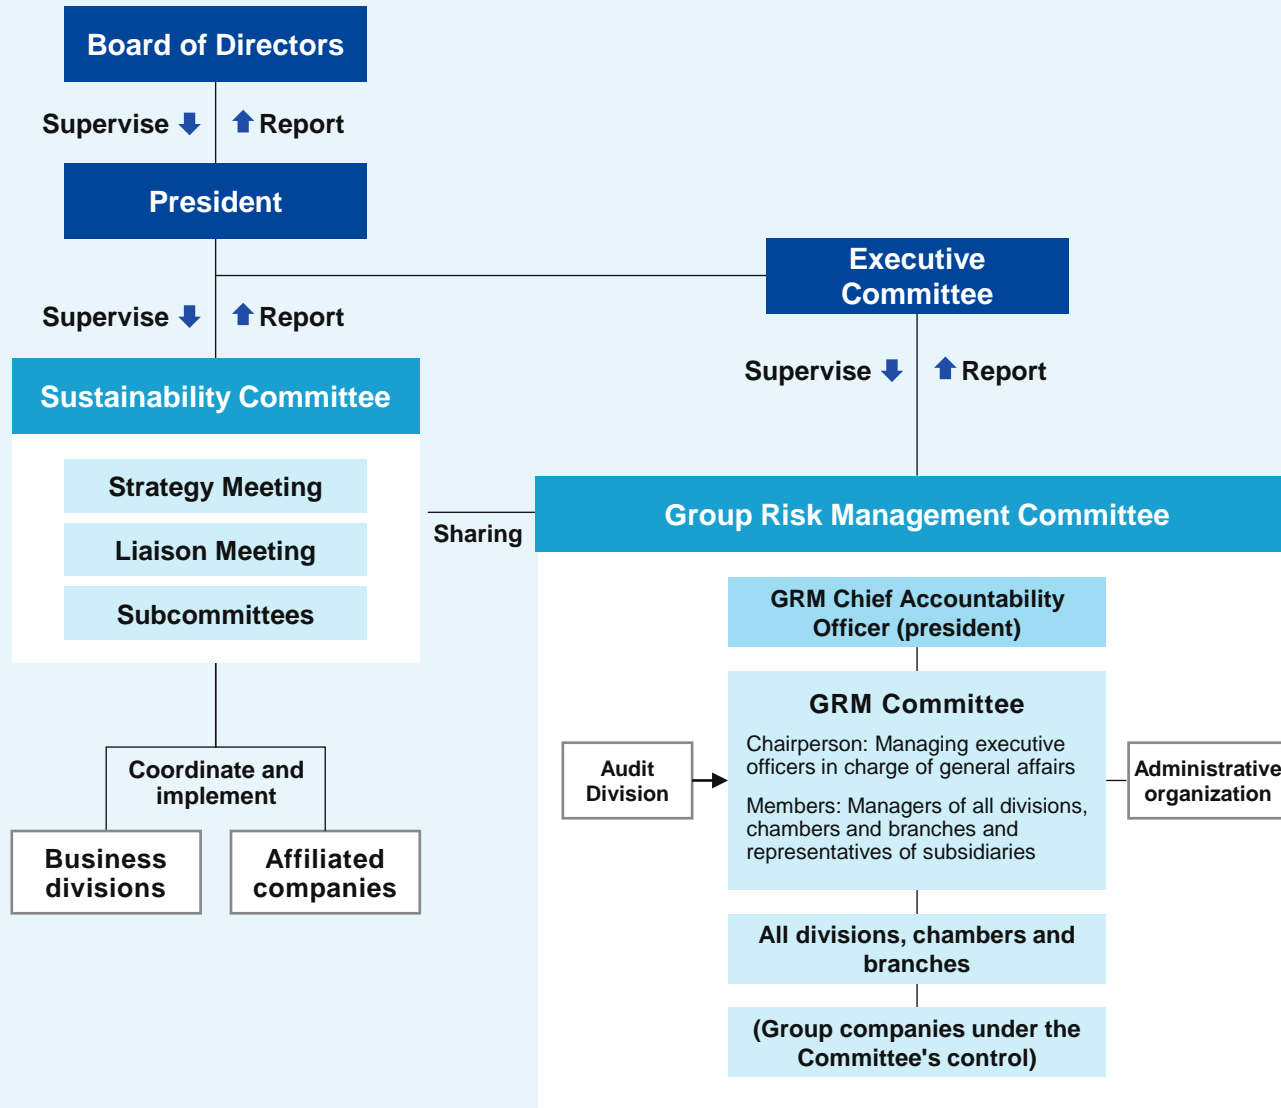 Board of Directors
Supervise
Report
President
Executive
Committee
Supervise
Report
Supervise
Report
Sustainability Committee
Strategy Meeting
Liaison Meeting
Subcommittees
Sharing
Group Risk Management Committee
GRM Chief Accountability
Officer (president)
GRM Committee
Chairperson: Managing executive
officers in charge of general affairs
Members: Managers of all divisions,
chambers and branches and
representatives of subsidiaries
Audit
Division
Administrative
organization
Coordinate and
implement
Business
divisions
Affiliated
companies
All divisions, chambers and
branches
(Group companies under the
Committee's control)